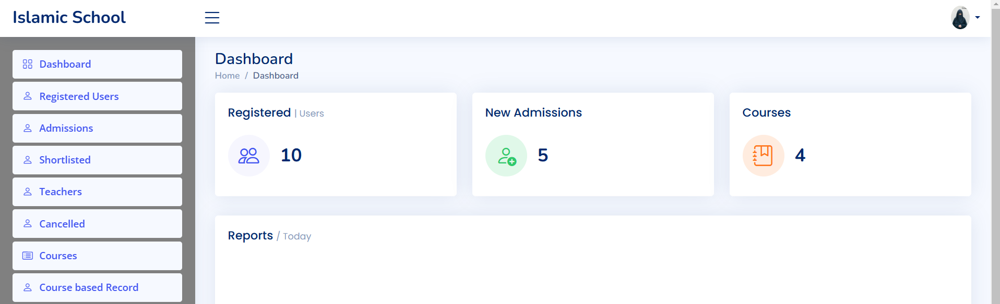 Islamic School
Dashboard
Registered Users
Admissions
Shortlisted
Teachers
Cancelled
Courses
Course based Record
Dashboard
Home / Dashboard
Registered | Users
10
New Admissions
5
Courses
4
Reports / Today